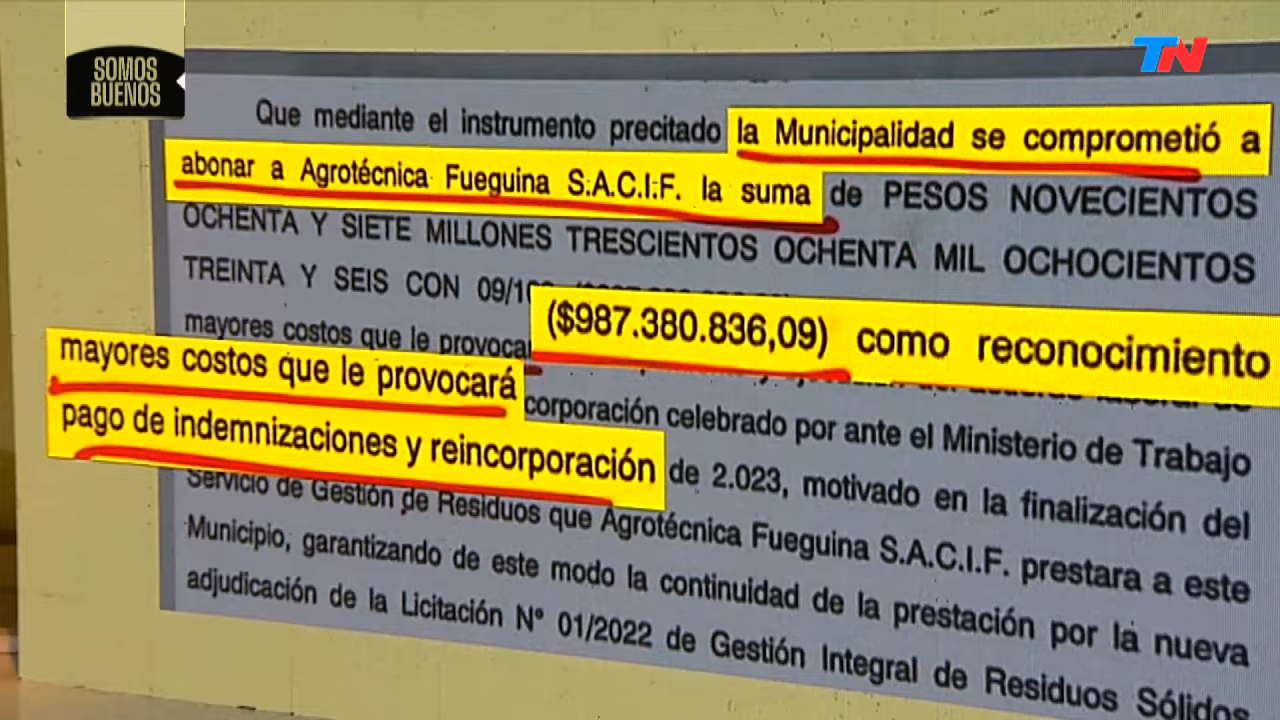 SOMOS
BUENOS
TN
Que mediante el instrumento precitado la Municipalidad se comprometió a
abonar a Agrotécnica Fueguina S.A.C.I.F. la suma de PESOS NOVECIENTOS
OCHENTA Y SIETE MILLONES TRESCIENTOS OCHENTA MIL OCHOCIENTOS
TREINTA Y SEIS CON 09/10
($987.380.836,09) como reconocimiento
mayores costos que le provoca
mayores costos que le provocará
corporación celebrado por ante el Ministerio de Trabajo
pago de indemnizaciones y reincorporación
de 2.023, motivado en la finalización del
Servicio de Gestión de Residuos que Agrotécnica Fueguina S.A.C.I.F. prestara a este
Municipio, garantizando de este modo la continuidad de la prestación por la nueva
adjudicación de la Licitación N° 01/2022 de Gestión Integral de Residuos Sólidos